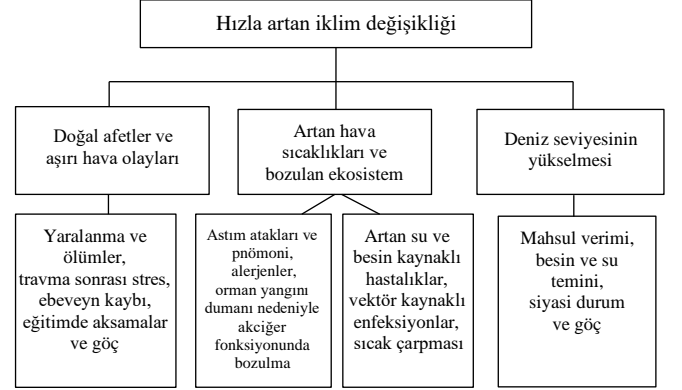 Hızla artan iklim değişikliği
Doğal afetler ve
aşırı hava olayları
Artan hava
sıcaklıkları ve
bozulan ekosistem
Deniz seviyesinin
yükselmesi
Yaralanma ve
ölümler,
travma sonrası stres,
ebeveyn kaybı,
eğitimde aksamalar
ve göç
Astım atakları ve
pnömoni,
alerjenler,
orman yangını
dumanı nedeniyle
akciğer
fonksiyonunda
bozulma
Artan su ve
besin kaynaklı
hastalıklar,
vektör kaynaklı
enfeksiyonlar,
sıcak çarpması
Mahsul verimi,
besin ve su
temini,
siyasi durum
ve göç